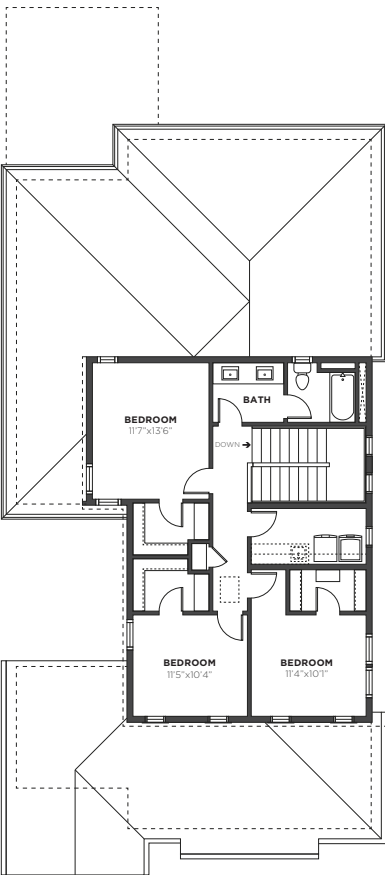 BATH
BEDROOM
11'7"x13'6"
DOWN
BEDROOM
11'5"x10'4"
BEDROOM
11'4"x10'1"